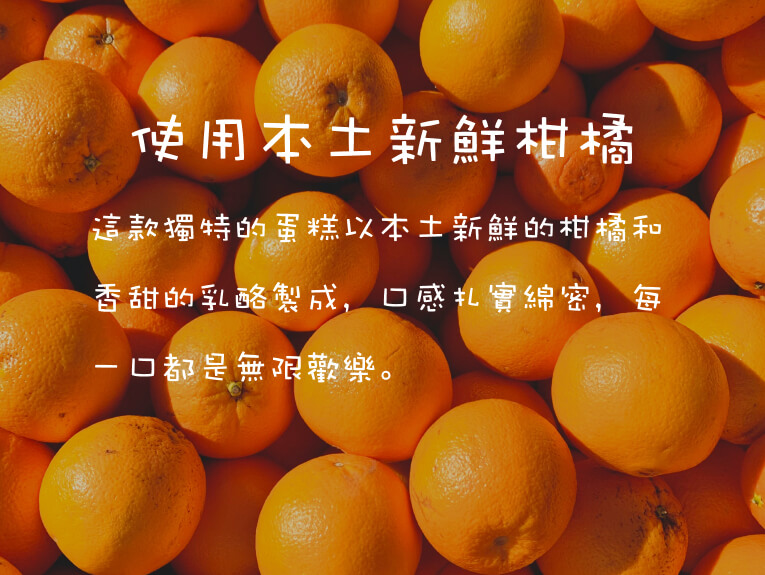 使用本土新鮮柑橘
這款獨特的蛋糕以本土新鮮的柑橘和
香甜的乳酪製成，口感扎實綿密，每
一口都是無限歡樂。